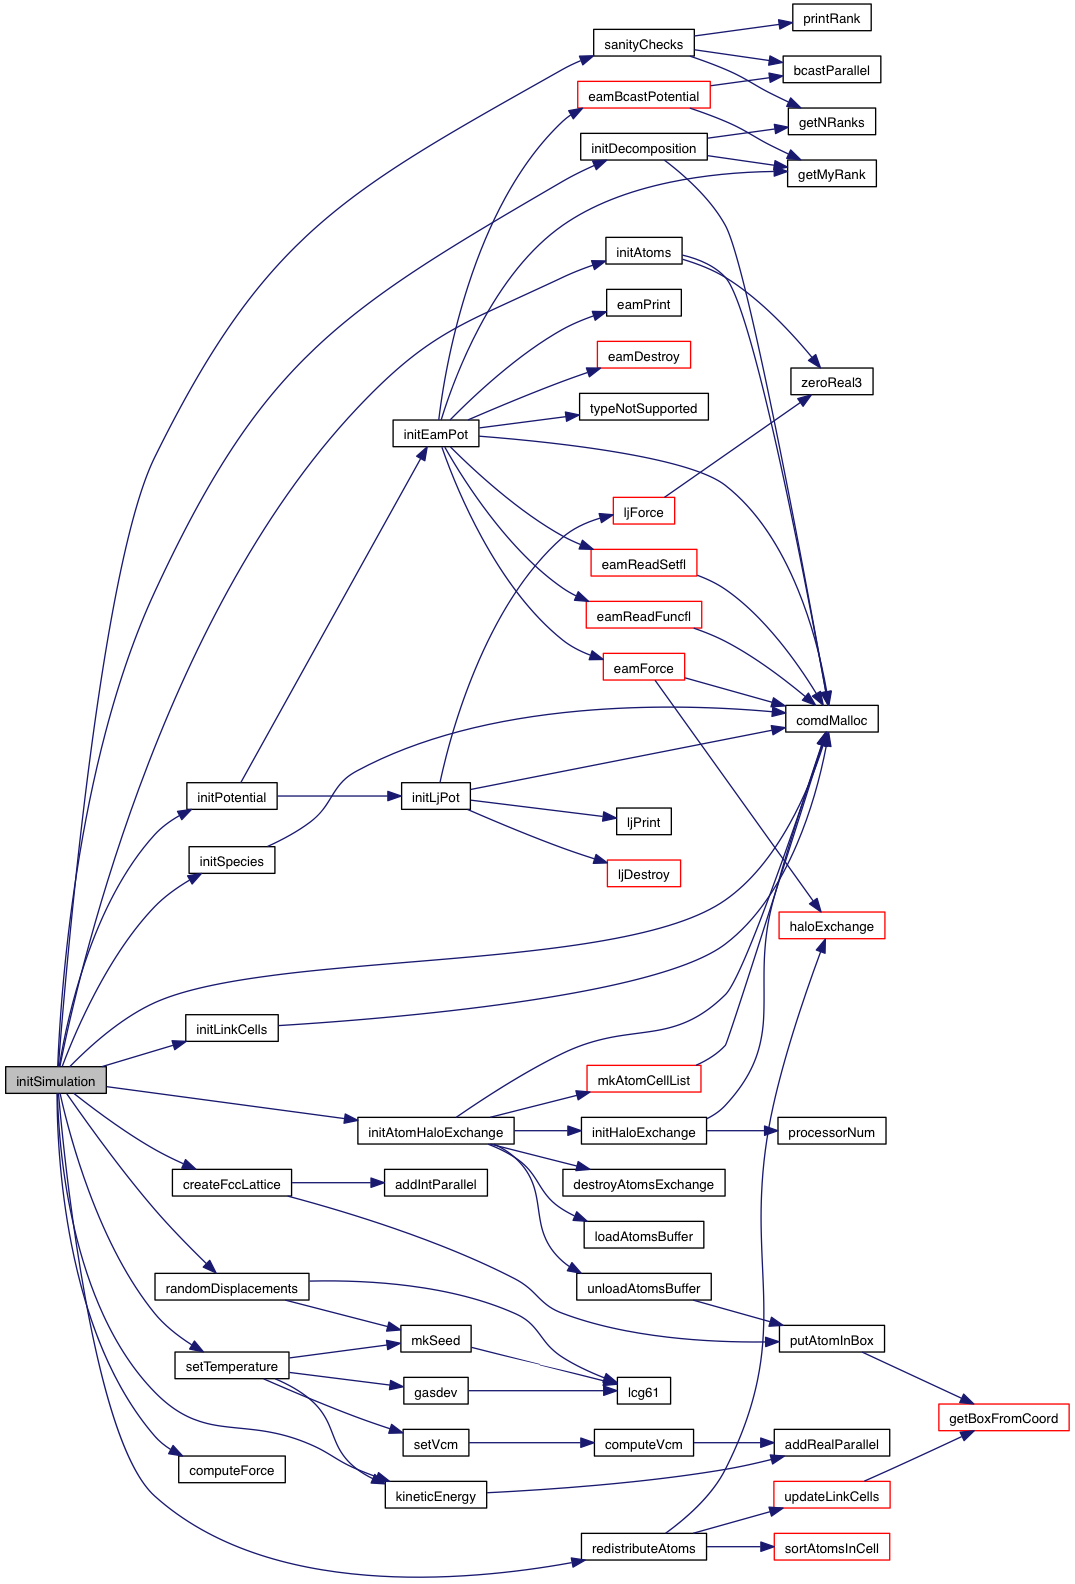 printRank
sanityChecks
bcastParallel
eamBcastPotential
getNRanks
initDecomposition
getMyRank
initAtoms
eamPrint
eamDestroy
zeroReal3
typeNotSupported
initEamPot
ljForce
eamReadSetfl
eamReadFuncfl
eamForce
comdMalloc
initPotential
initLjPot
ljPrint
initSpecies
ljDestroy
haloExchange
initLinkCells
initSimulation
mkAtomCellList
initAtomHaloExchange
initHaloExchange
processorNum
createFccLattice
addIntParallel
destroyAtomsExchange
loadAtomsBuffer
randomDisplacements
unloadAtomsBuffer
mkSeed
putAtomInBox
setTemperature
gasdev
lcg61
getBoxFromCoord
setVcm
computeVcm
addRealParallel
computeForce
kineticEnergy
updateLinkCells
redistributeAtoms
sortAtomsInCell